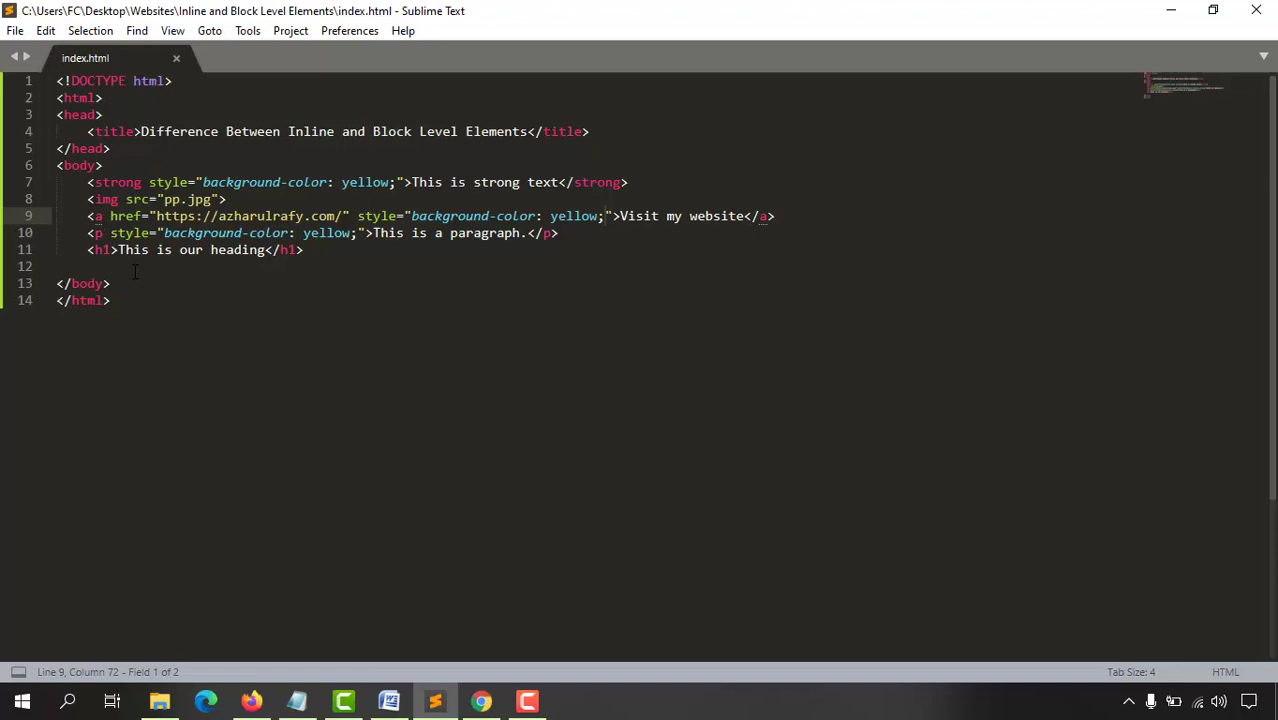 C:\Users\FC\Desktop\Websites\Inline and Block Level Elements\index.html - Sublime Text
File Edit Selection Find View Goto Tools Project Preferences Help
index.html
1 <!DOCTYPE html>
2 <html>
3 <head>
4 <title>Difference Between Inline and Block Level Elements</title>
5 </head>
6 <body>
7 <strong style="background-color: yellow;">This is strong text</strong>
8 <img src="pp.jpg">
9 <a href="https://azharulrafy.com/" style="background-color: yellow;">Visit my website</a>
10 <p style="background-color: yellow;">This is a paragraph.</p>
11 <h1>This is our heading</h1>
12
13 </body>
14 </html>
Line 9, Column 72 - Field 1 of 2 Tab Size: 4 HTML